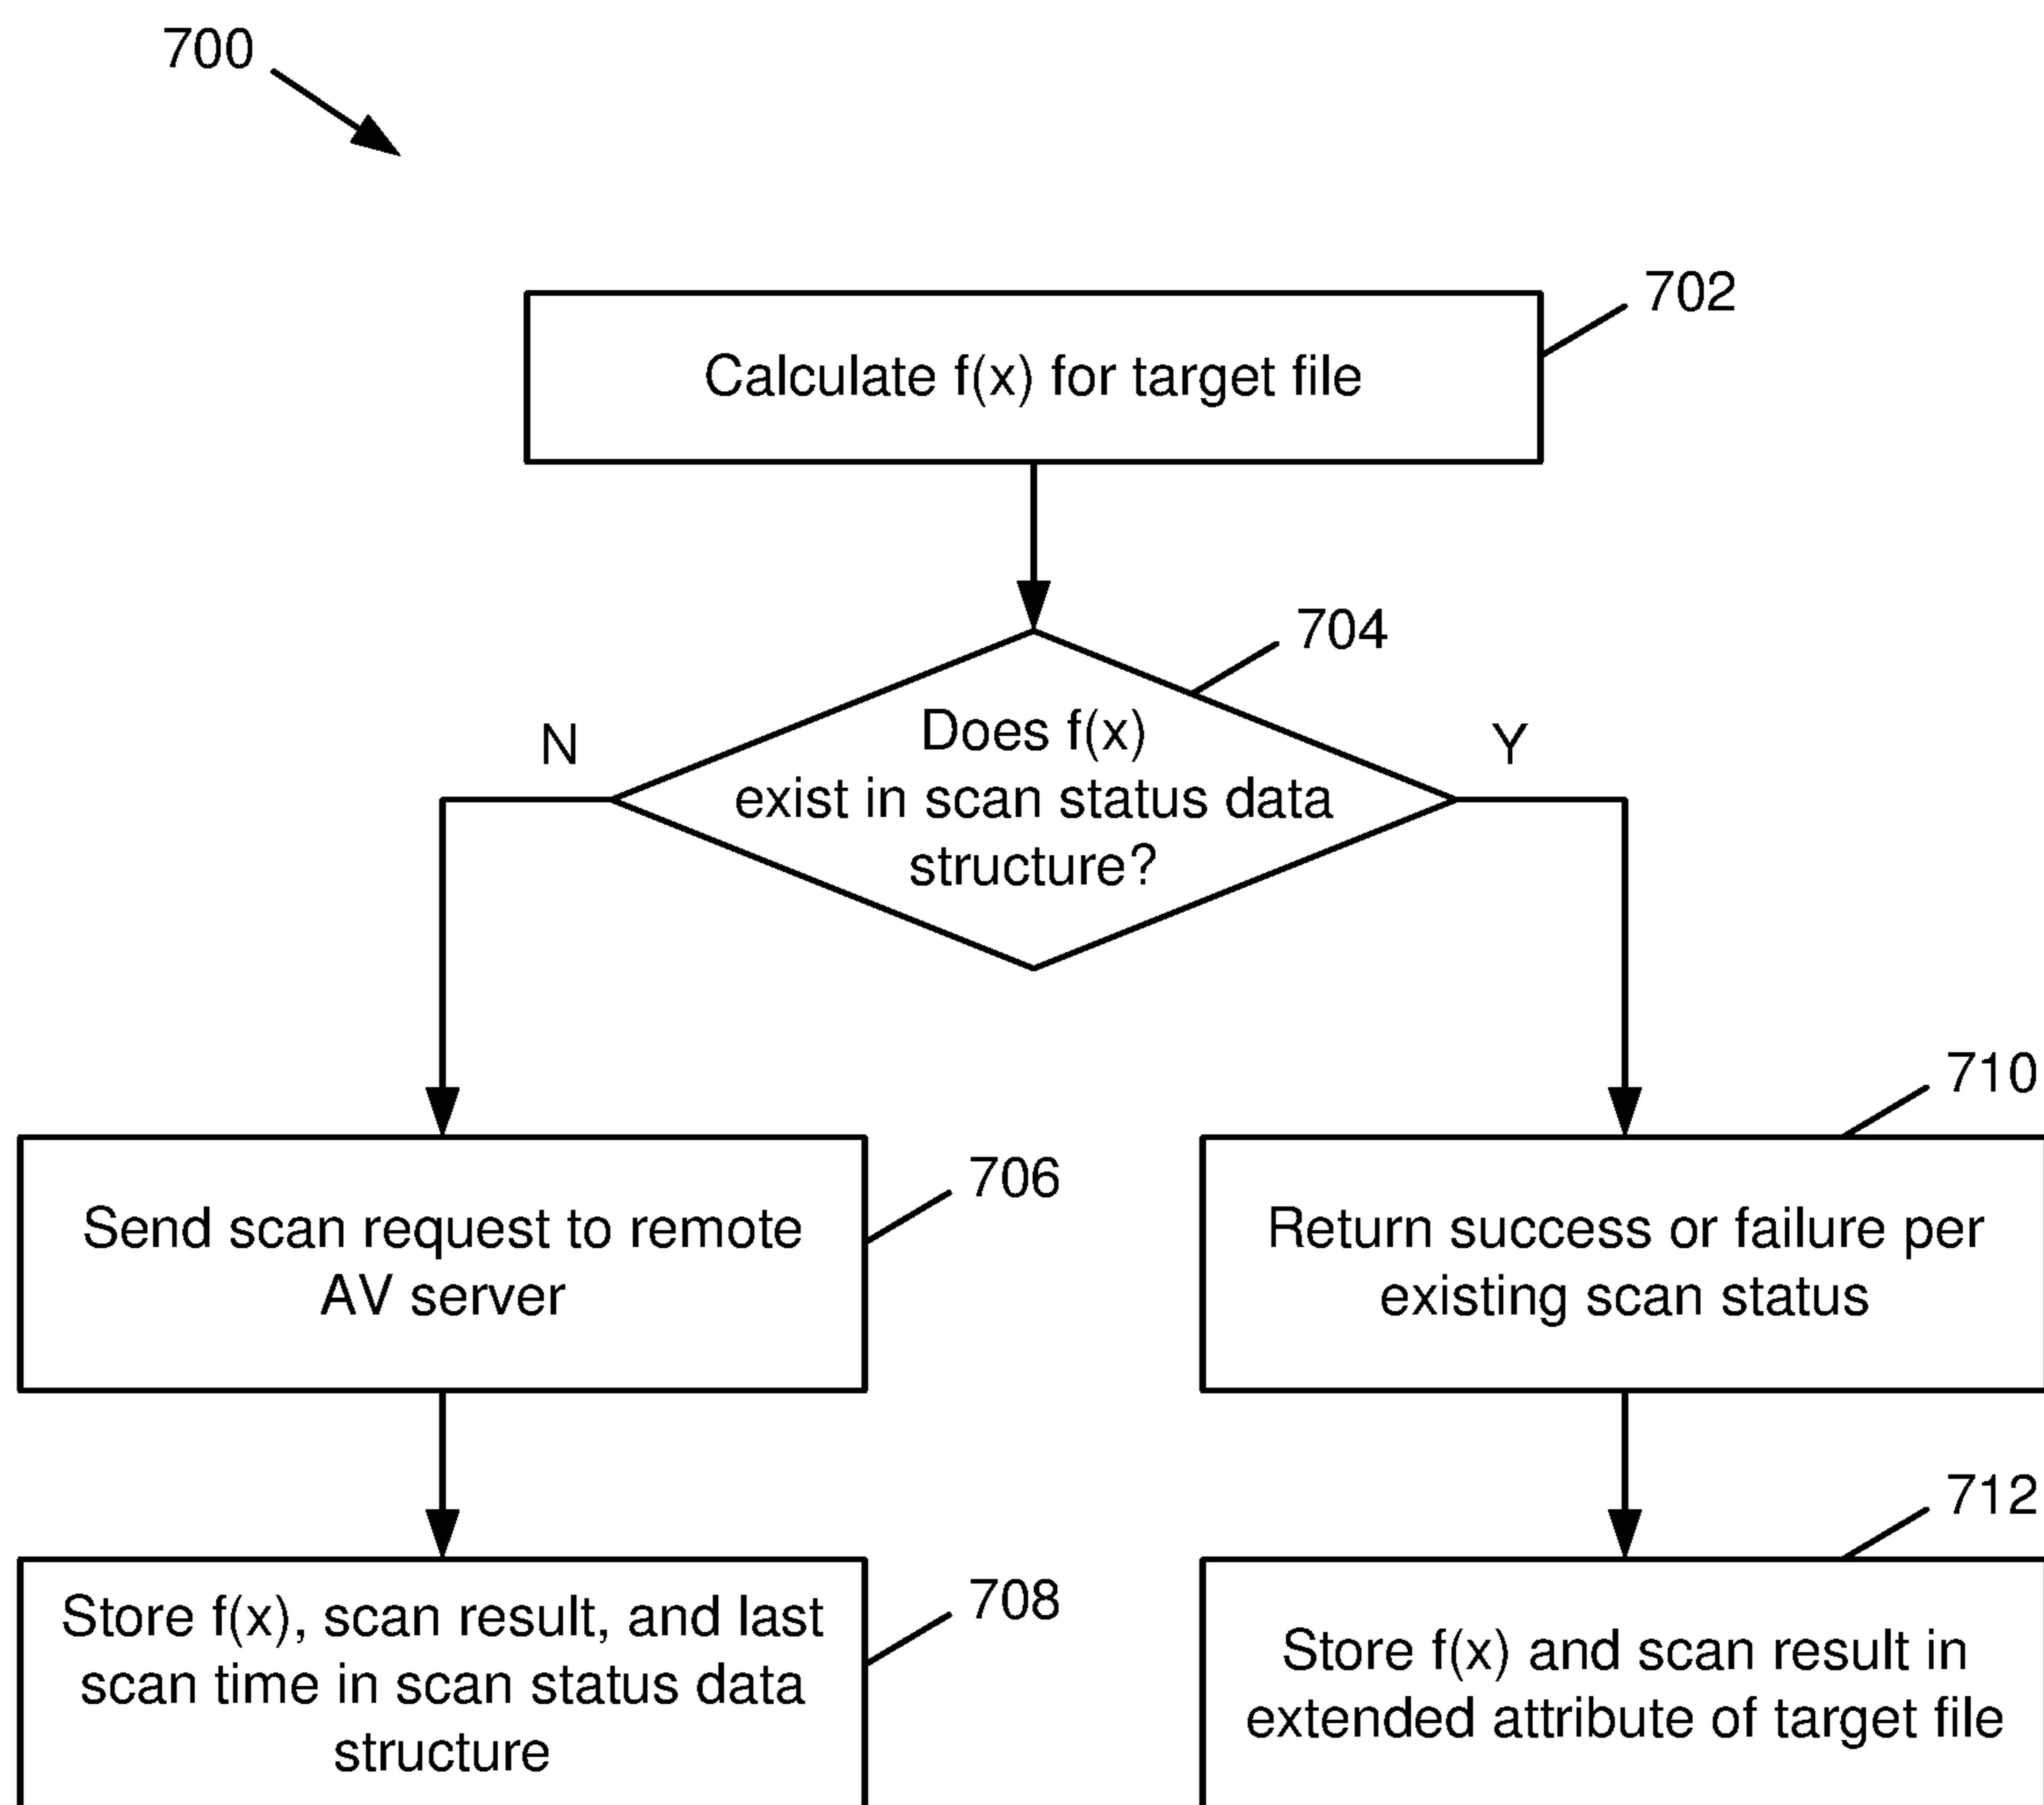 700
702
Calculate f(x) for target file
704
Does f(x)
exist in scan status data
structure?
N
Y
706
Send scan request to remote
AV server
710
Return success or failure per
existing scan status
708
Store f(x), scan result, and last
scan time in scan status data
structure
712
Store f(x) and scan result in
extended attribute of target file